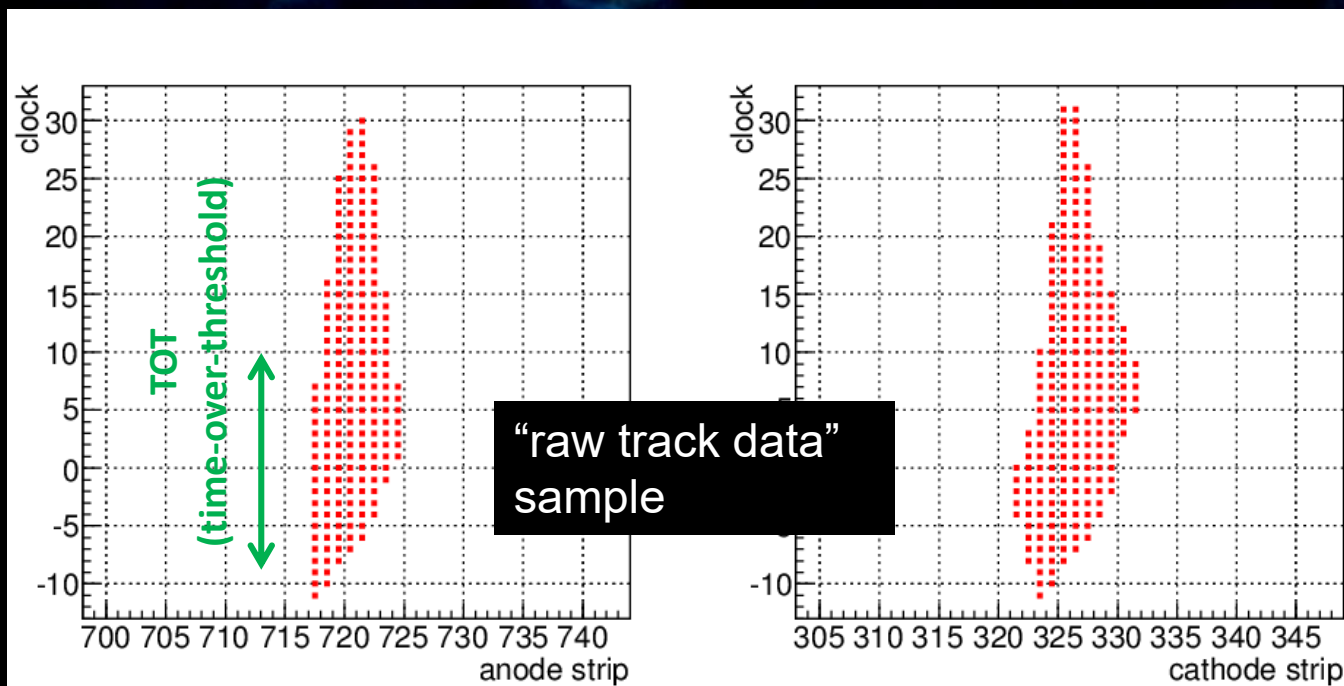 clock
30
25
20
15
10
5
0
-5
-10
700 705 710 715 720 725 730 735 740
anode strip
TOT
(time-over-threshold)
“raw track data”
sample
clock
30
25
20
15
10
-10
305 310 315 320 325 330 335 340 345
cathode strip